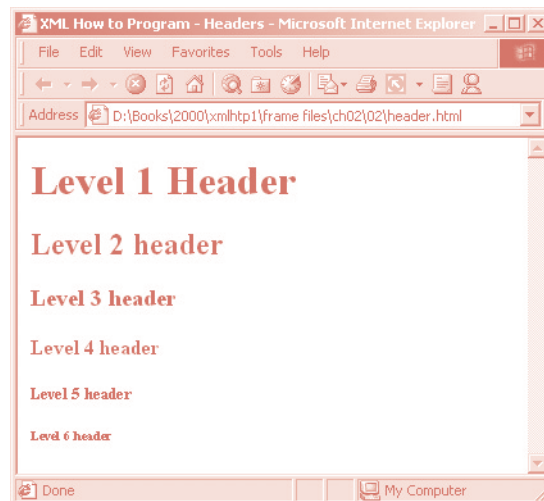 XML How to Program - Headers - Microsoft Internet Explorer
File Edit View Favorites Tools Help
Address D:\Books\2000\xmlhtp1\frame files\ch02\02\header.html
Level 1 Header
Level 2 header
Level 3 header
Level 4 header
Level 5 header
Level 6 header
Done My Computer